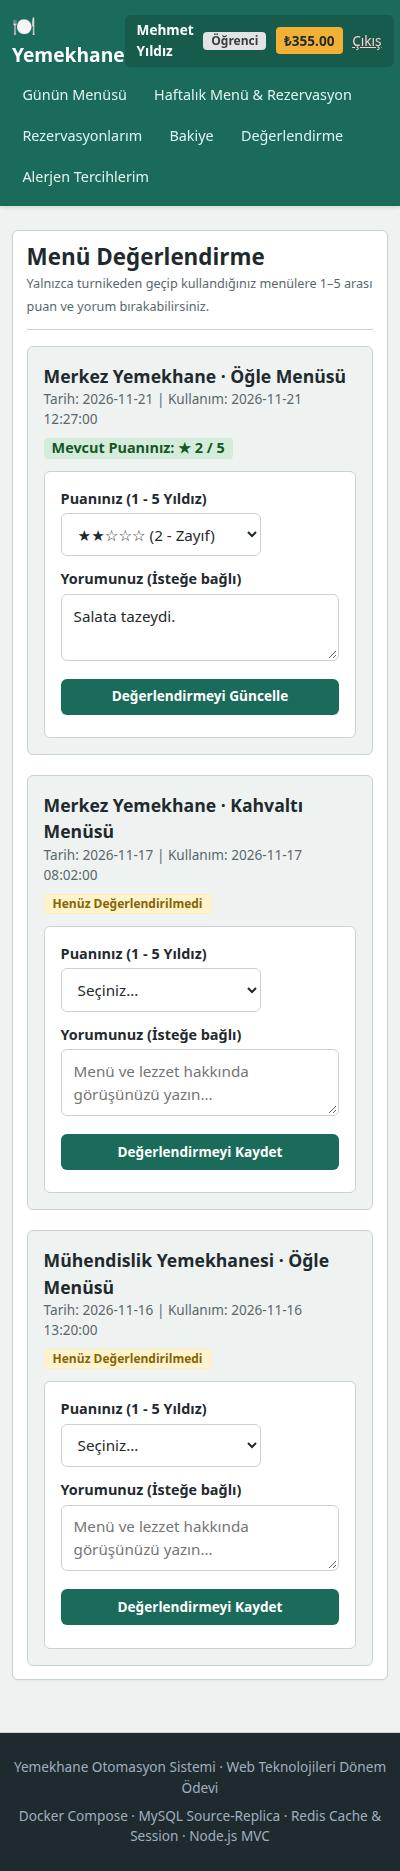 🍽️ Yemekhane
Mehmet Yıldız
Öğrenci
₺355.00
Çıkış
Günün Menüsü
Haftalık Menü & Rezervasyon
Rezervasyonlarım
Bakiye
Değerlendirme
Alerjen Tercihlerim
Menü Değerlendirme
Yalnızca turnikeden geçip kullandığınız menülere 1–5 arası
puan ve yorum bırakabilirsiniz.
Merkez Yemekhane · Öğle Menüsü
Tarih: 2026-11-21 | Kullanım: 2026-11-21
12:27:00
Mevcut Puanınız: ★ 2 / 5
Puanınız (1 - 5 Yıldız)
★★☆☆☆ (2 - Zayıf)
Yorumunuz (İsteğe bağlı)
Salata tazeydi.
Değerlendirmeyi Güncelle
Merkez Yemekhane · Kahvaltı
Menüsü
Tarih: 2026-11-17 | Kullanım: 2026-11-17
08:02:00
Henüz Değerlendirilmedi
Puanınız (1 - 5 Yıldız)
Seçiniz...
Yorumunuz (İsteğe bağlı)
Menü ve lezzet hakkında
görüşünüzü yazın...
Değerlendirmeyi Kaydet
Mühendislik Yemekhanesi · Öğle
Menüsü
Tarih: 2026-11-16 | Kullanım: 2026-11-16
13:20:00
Henüz Değerlendirilmedi
Puanınız (1 - 5 Yıldız)
Seçiniz...
Yorumunuz (İsteğe bağlı)
Menü ve lezzet hakkında
görüşünüzü yazın...
Değerlendirmeyi Kaydet
Yemekhane Otomasyon Sistemi · Web Teknolojileri Dönem
Ödevi
Docker Compose · MySQL Source-Replica · Redis Cache &
Session · Node.js MVC